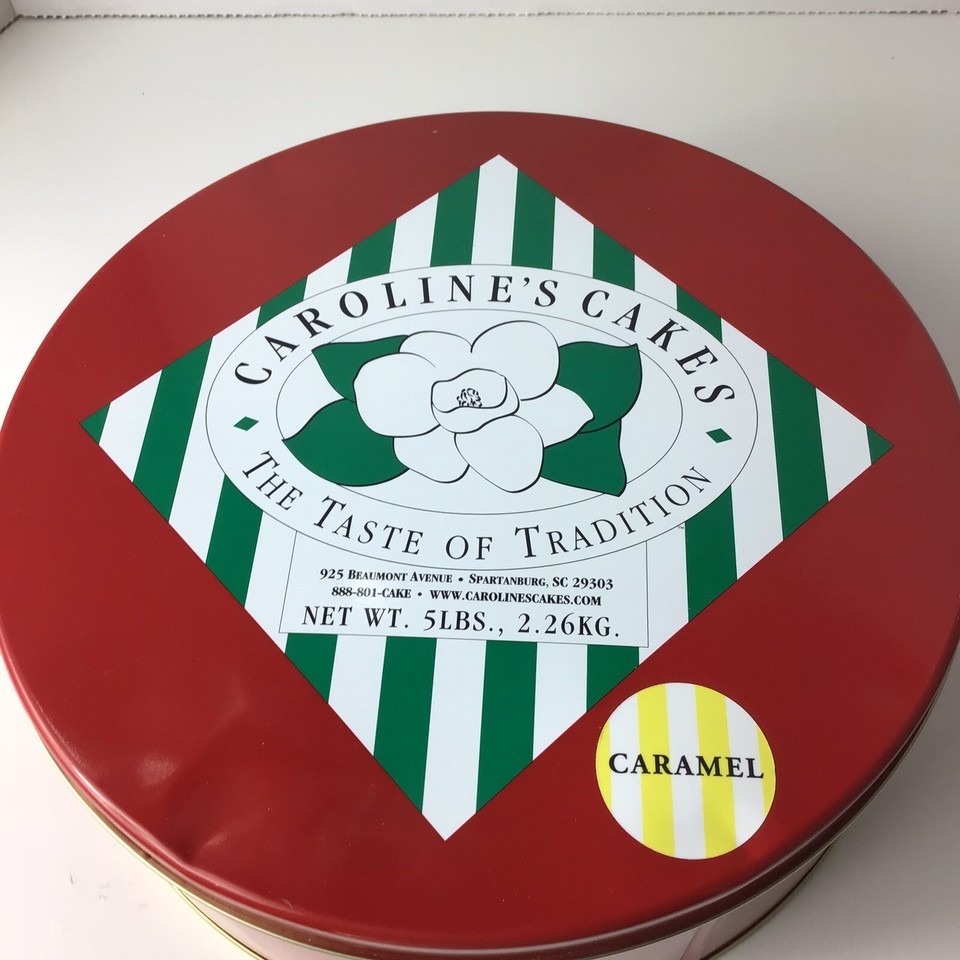 CAROLINE'S CAKES
THE TASTE OF TRADITION
925 BEAUMONT AVENUE • SPARTANBURG, SC 29303
888-801-CAKE • WWW.CAROLINESCAKES.COM
NET WT. 5LBS., 2.26KG.
CARAMEL